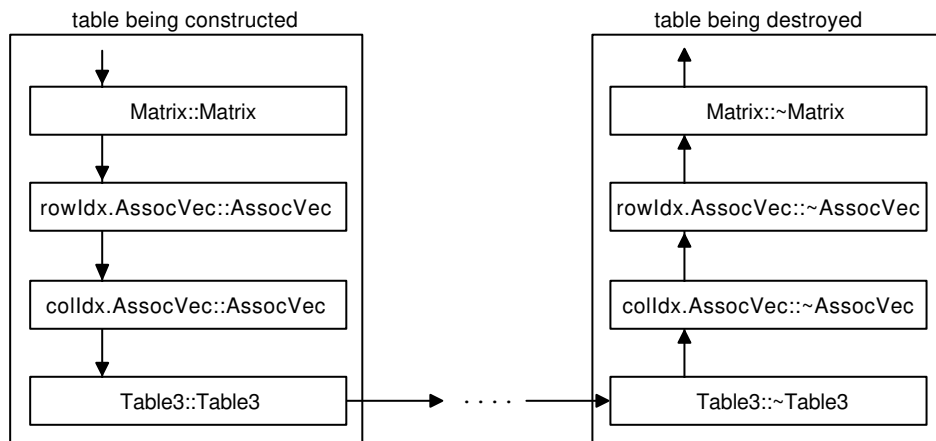 table being constructed
Matrix::Matrix
rowIdx.AssocVec::AssocVec
colIdx.AssocVec::AssocVec
Table3::Table3
. . . .
table being destroyed
Matrix::~Matrix
rowIdx.AssocVec::~AssocVec
colIdx.AssocVec::~AssocVec
Table3::~Table3